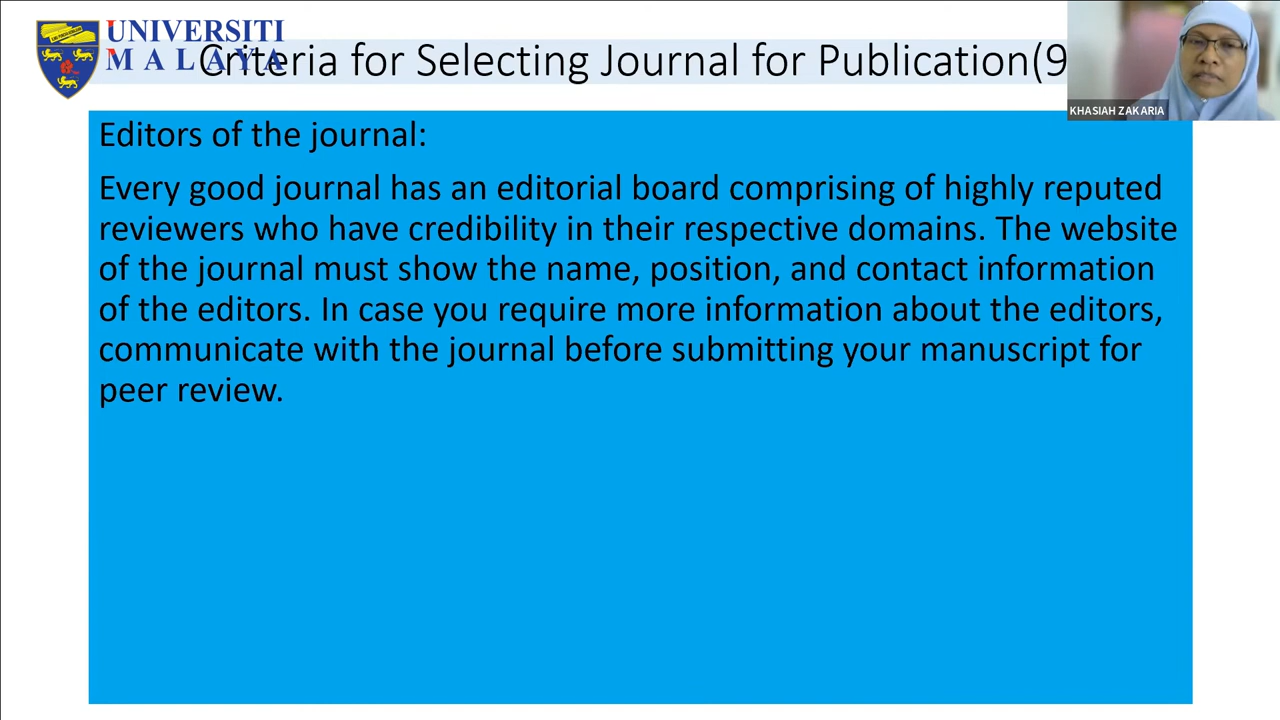 UNIVERSITI
MALAYA
Criteria for Selecting Journal for Publication(9
KHASIAH ZAKARIA
Editors of the journal:
Every good journal has an editorial board comprising of highly reputed
reviewers who have credibility in their respective domains. The website
of the journal must show the name, position, and contact information
of the editors. In case you require more information about the editors,
communicate with the journal before submitting your manuscript for
peer review.